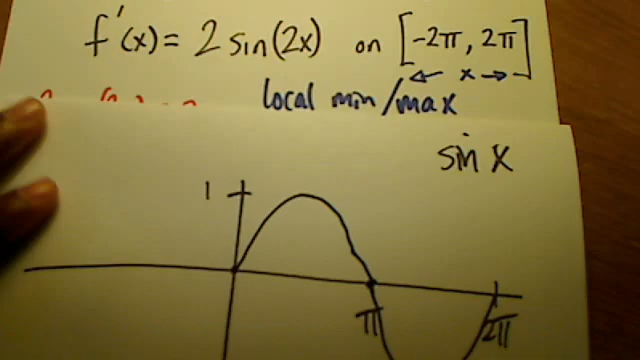 f'(x) = 2 sin(2x) on [-2π, 2π]
← x →
local min/max
sin x
1
π
2π